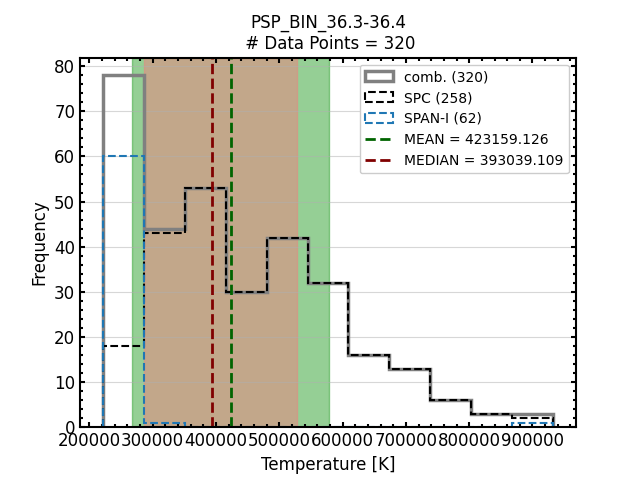 PSP_BIN_36.3-36.4
# Data Points = 320
comb. (320)
SPC (258)
SPAN-I (62)
MEAN = 423159.126
MEDIAN = 393039.109
Frequency
80
70
60
50
40
30
20
10
0
200000 300000 400000 500000 600000 700000 800000 900000
Temperature [K]